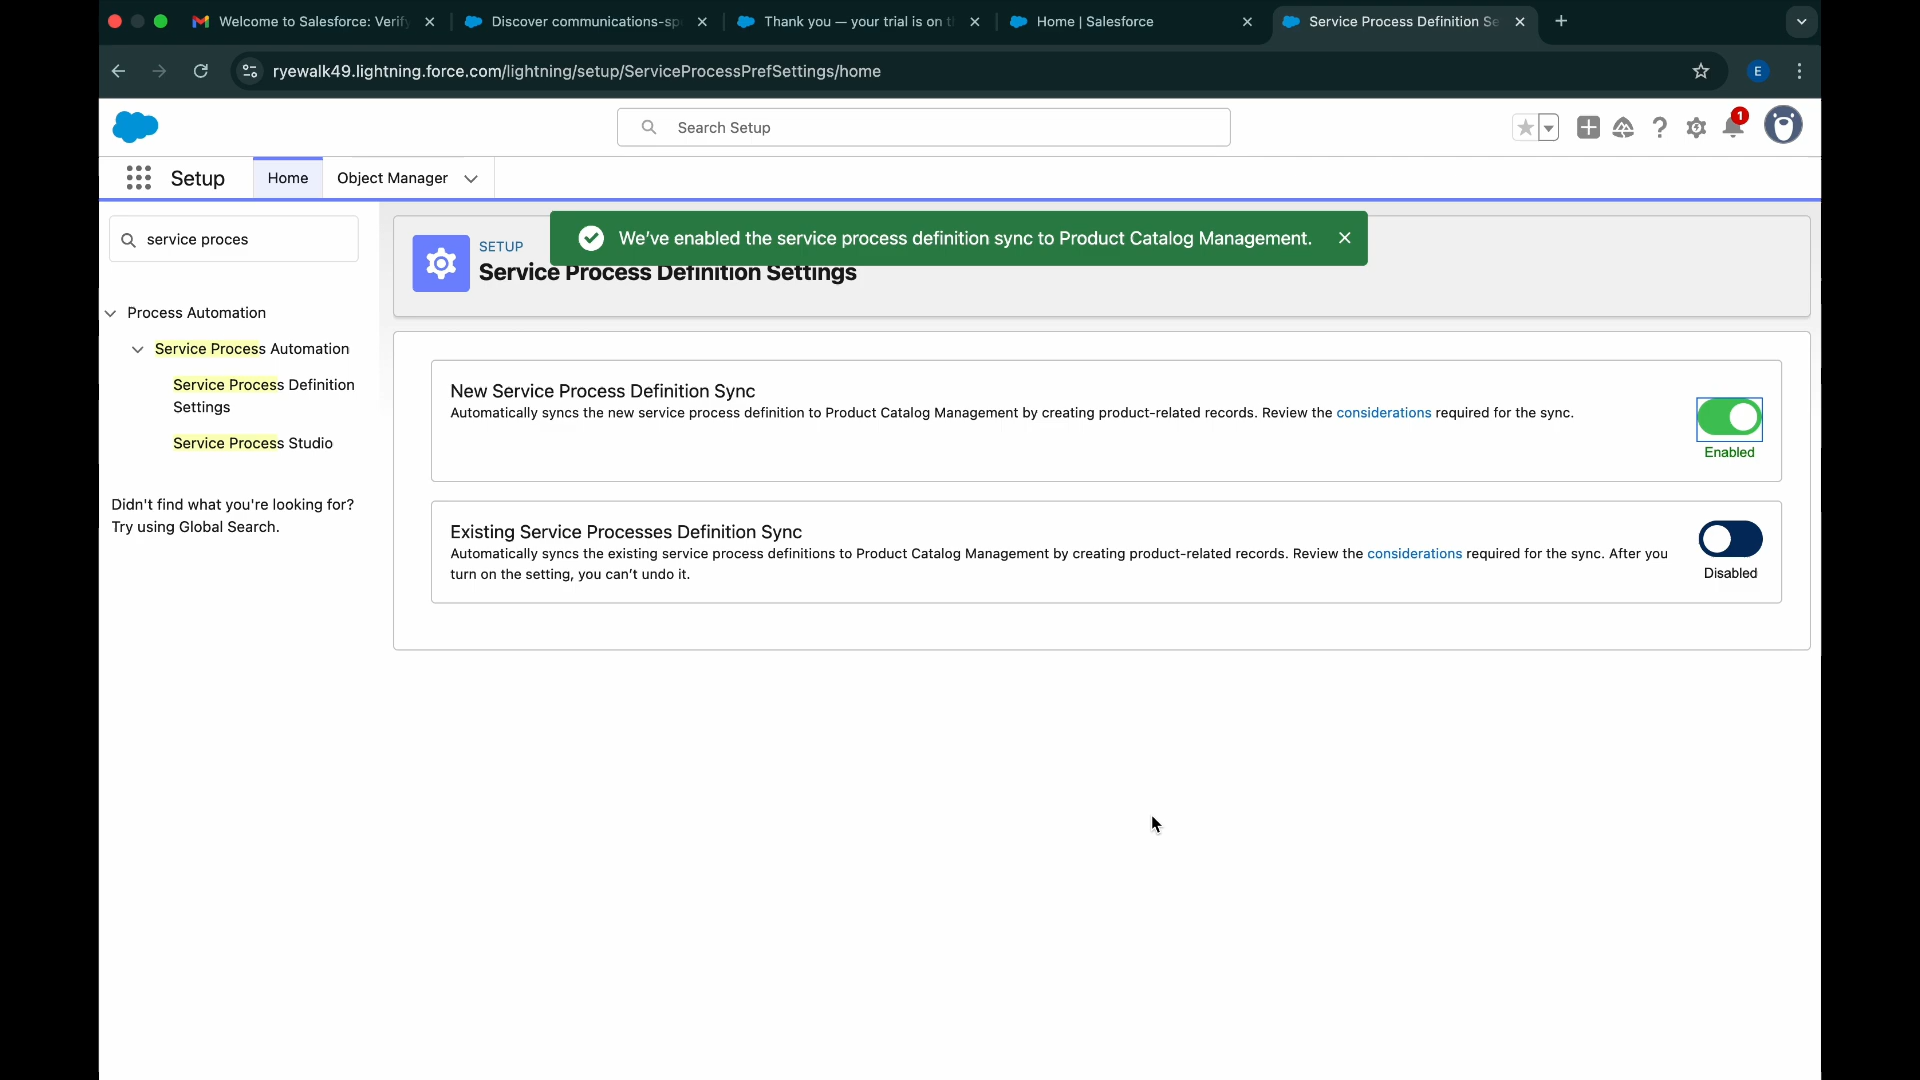 Welcome to Salesforce: Verify
Discover communications-sp
Thank you — your trial is on t
Home | Salesforce
Service Process Definition Se
ryewalk49.lightning.force.com/lightning/setup/ServiceProcessPrefSettings/home
E
Search Setup
1
Setup
Home
Object Manager
service proces
We've enabled the service process definition sync to Product Catalog Management.
SETUP
Service Process Definition Settings
Process Automation
Service Process Automation
Service Process Definition
Settings
Service Process Studio
Didn't find what you're looking for?
Try using Global Search.
New Service Process Definition Sync
Automatically syncs the new service process definition to Product Catalog Management by creating product-related records. Review the considerations required for the sync.
Enabled
Existing Service Processes Definition Sync
Automatically syncs the existing service process definitions to Product Catalog Management by creating product-related records. Review the considerations required for the sync. After you
turn on the setting, you can't undo it.
Disabled